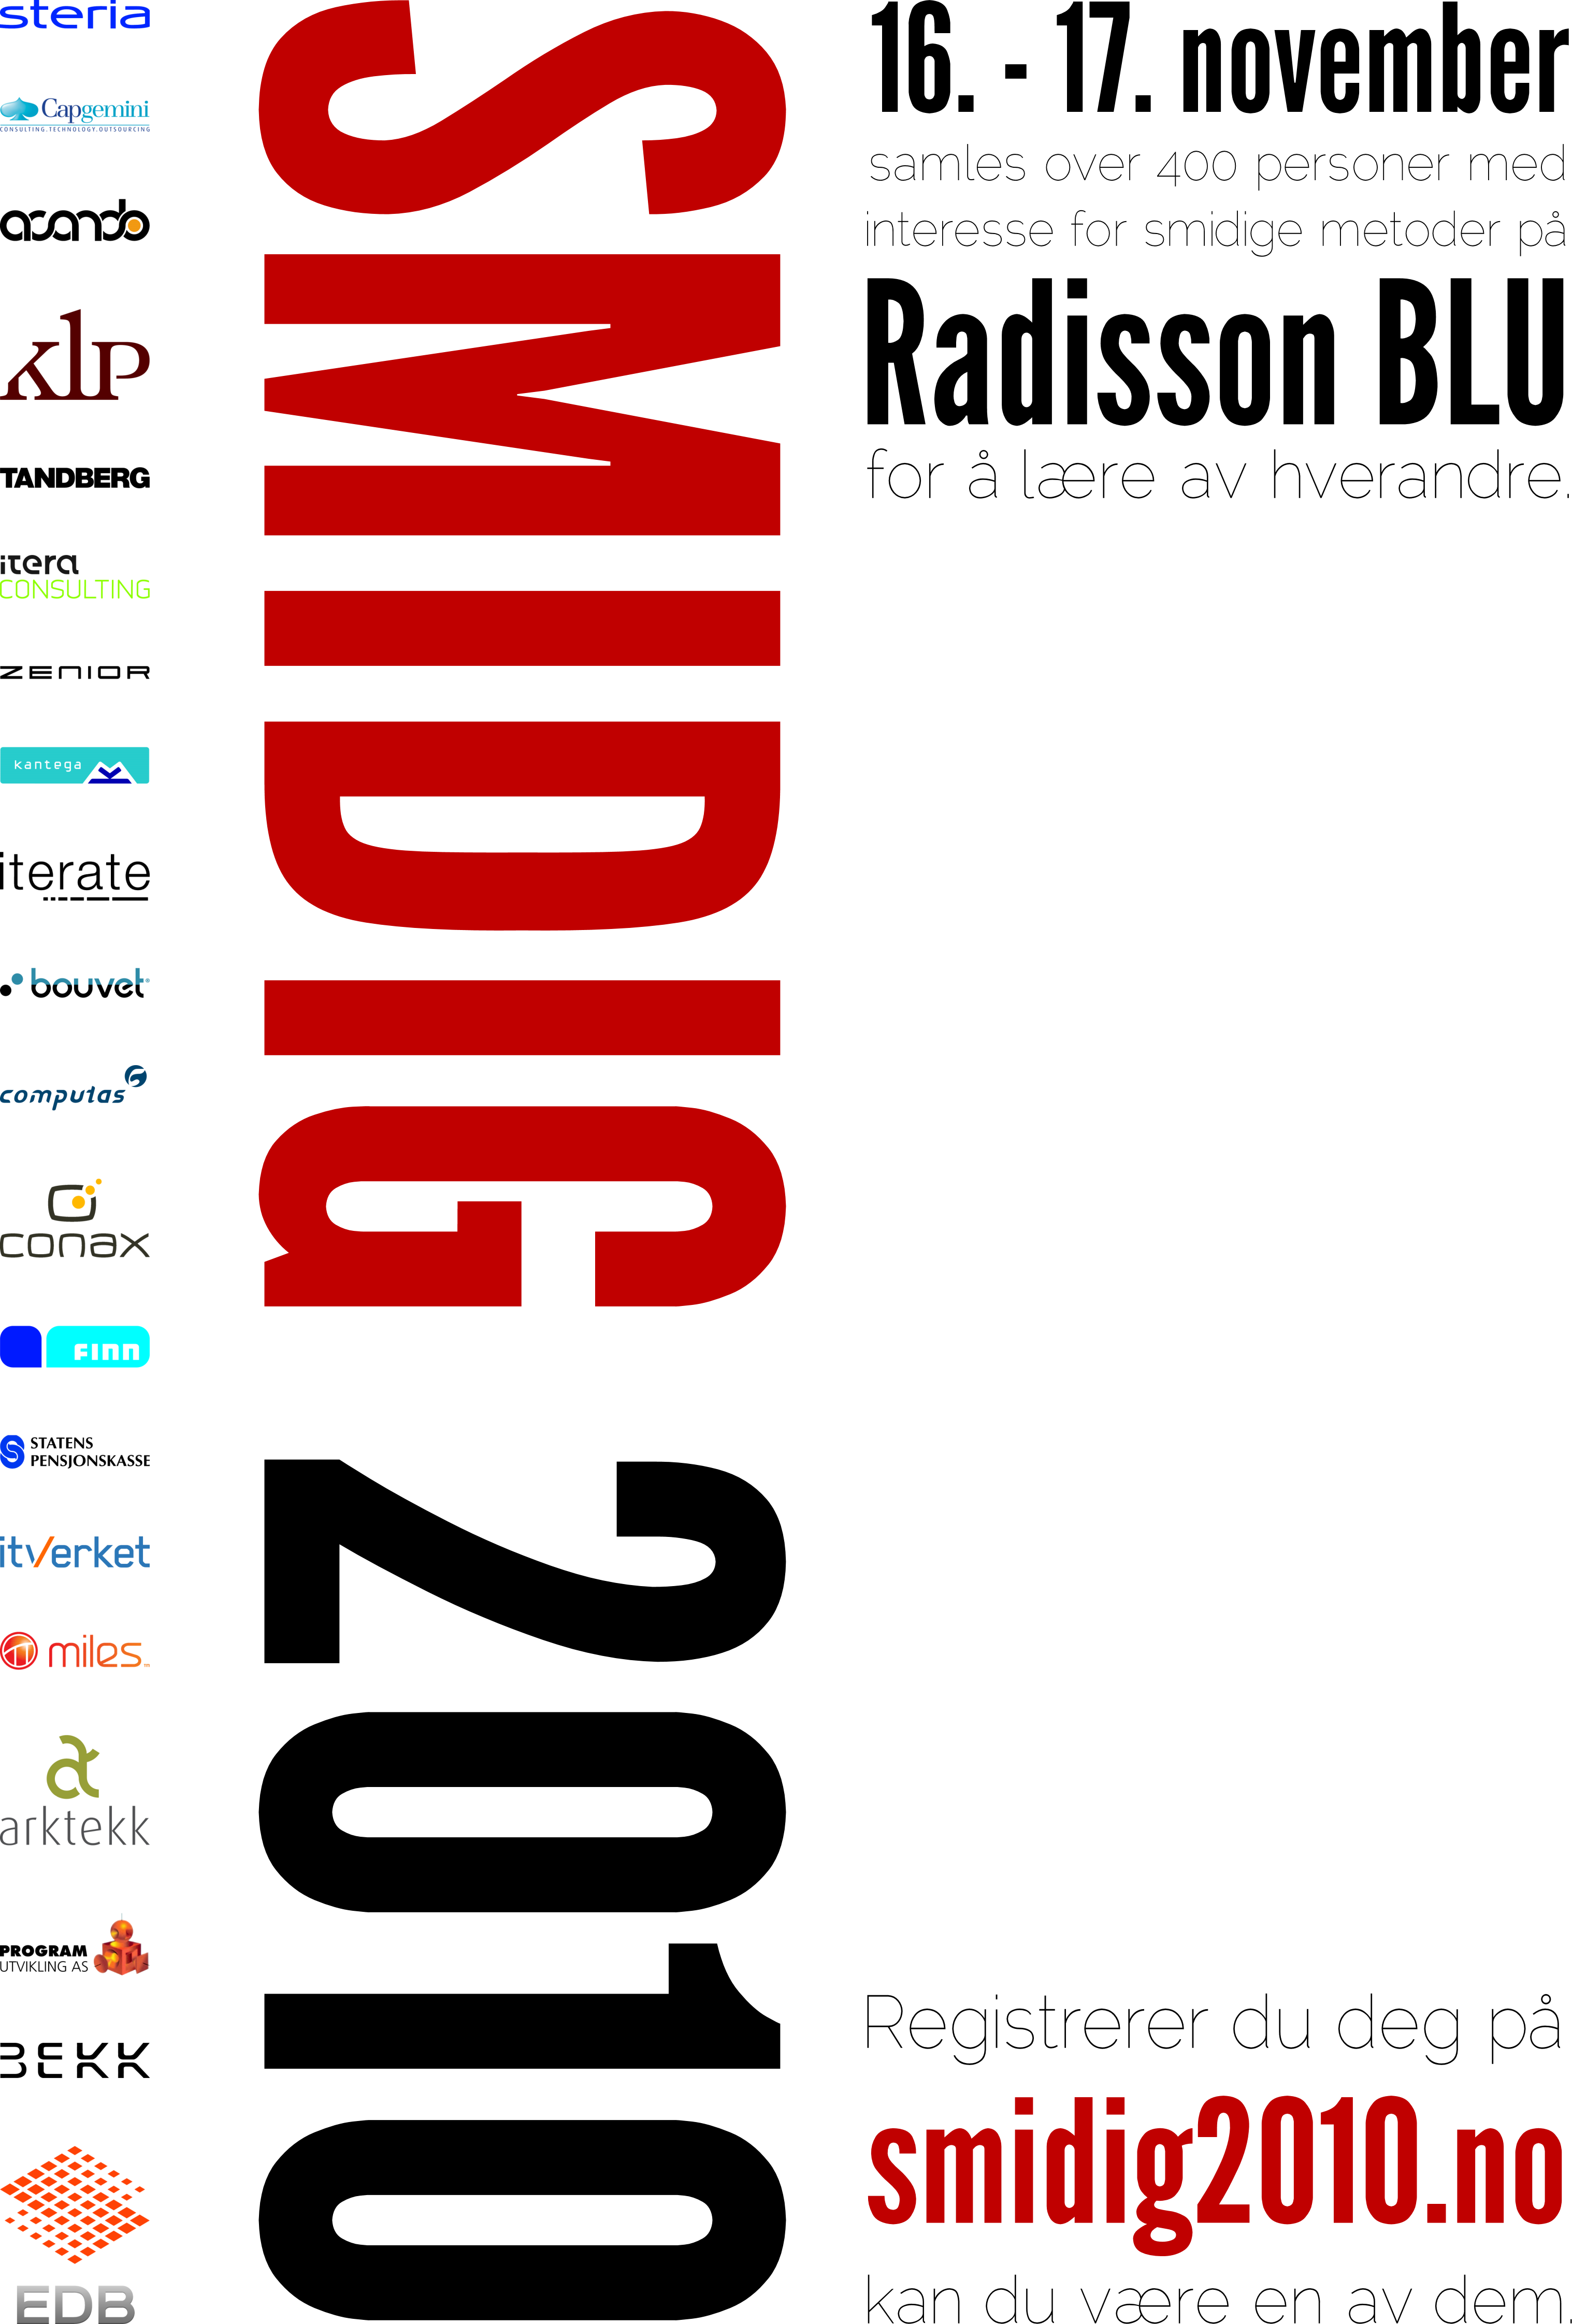 steria
Capgemini
CONSULTING.TECHNOLOGY.OUTSOURCING
acando
klp
TANDBERG
itera
CONSULTING
ZENIOR
kantega
iterate
bouvet
computas
conax
FINN
STATENS
PENSJONSKASSE
itverket
miles
arktekk
PROGRAM
UTVIKLING AS
BEKK
EDB
SMIDIG 2010
16. - 17. november
samles over 400 personer med
interesse for smidige metoder på
Radisson BLU
for å lære av hverandre.
Registrerer du deg på
smidig2010.no
kan du være en av dem.